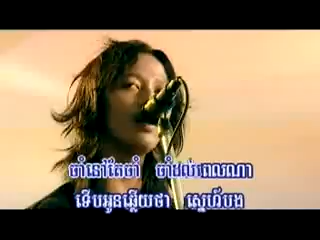 ចាំនៅតែចាំ ចាំដល់ពេលណា
ទើបអូនឆ្លើយថា ស្នេហ៍បង